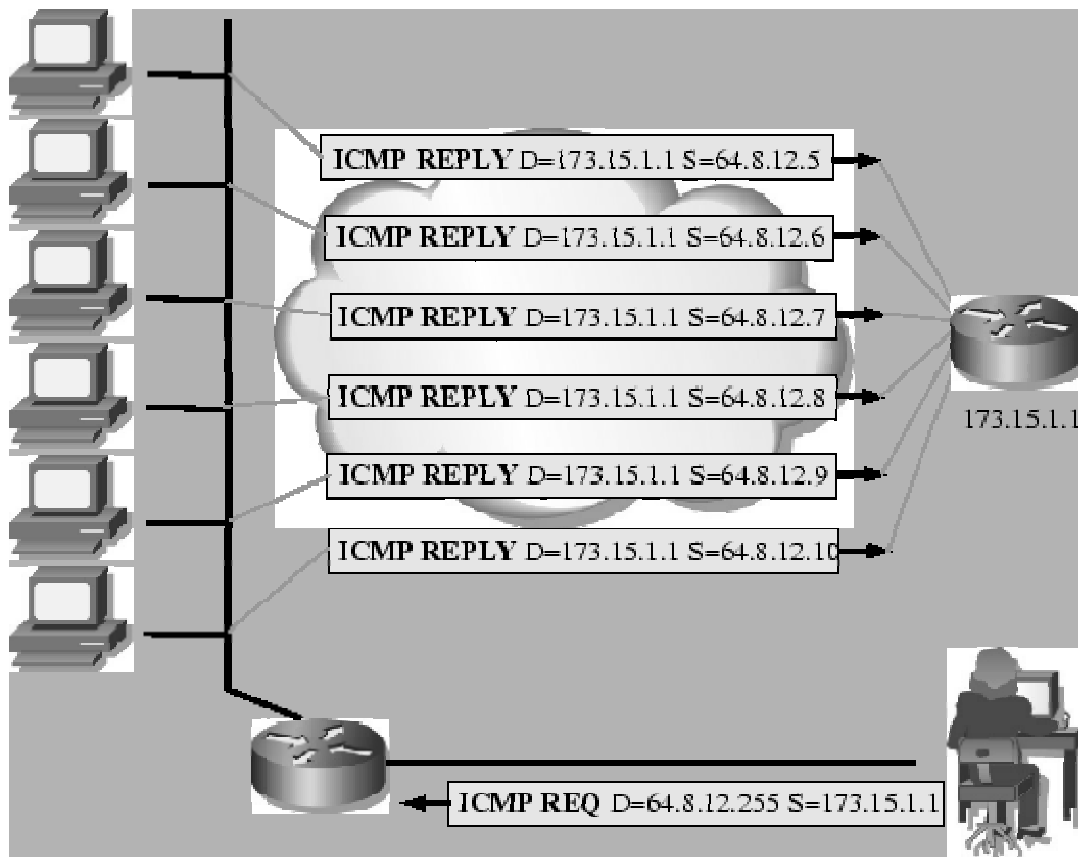 ICMP REPLY D=173.15.1.1 S=64.8.12.5
ICMP REPLY D=173.15.1.1 S=64.8.12.6
ICMP REPLY D=173.15.1.1 S=64.8.12.7
ICMP REPLY D=173.15.1.1 S=64.8.12.8
173.15.1.1
ICMP REPLY D=173.15.1.1 S=64.8.12.9
ICMP REPLY D=173.15.1.1 S=64.8.12.10
ICMP REQ D=64.8.12.255 S=173.15.1.1